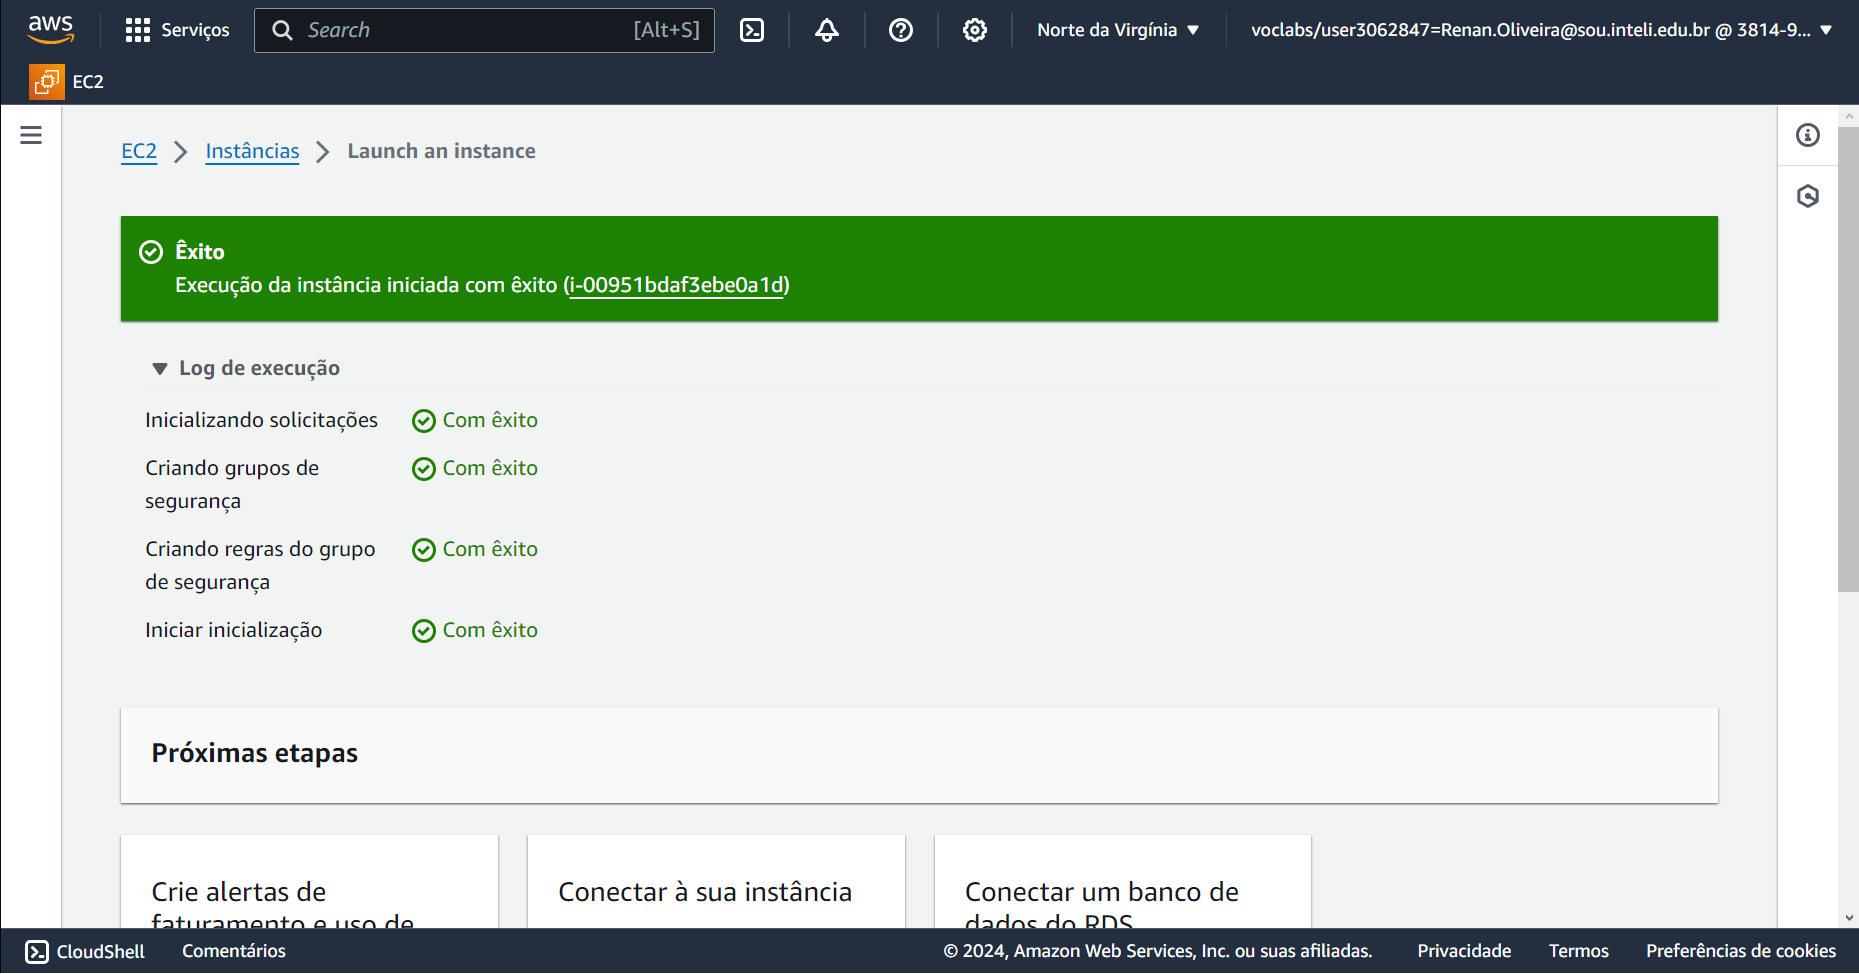 aws
Serviços
Search
[Alt+S]
Norte da Virgínia
voclabs/user3062847=Renan.Oliveira@sou.inteli.edu.br @ 3814-9...
EC2
EC2
Instâncias
Launch an instance
Êxito
Execução da instância iniciada com êxito (i-00951bdaf3ebe0a1d)
Log de execução
Inicializando solicitações
Com êxito
Criando grupos de
segurança
Com êxito
Criando regras do grupo
de segurança
Com êxito
Iniciar inicialização
Com êxito
Próximas etapas
Crie alertas de
faturamento e uso de
Conectar à sua instância
Conectar um banco de
dados do RDS
CloudShell
Comentários
© 2024, Amazon Web Services, Inc. ou suas afiliadas.
Privacidade
Termos
Preferências de cookies